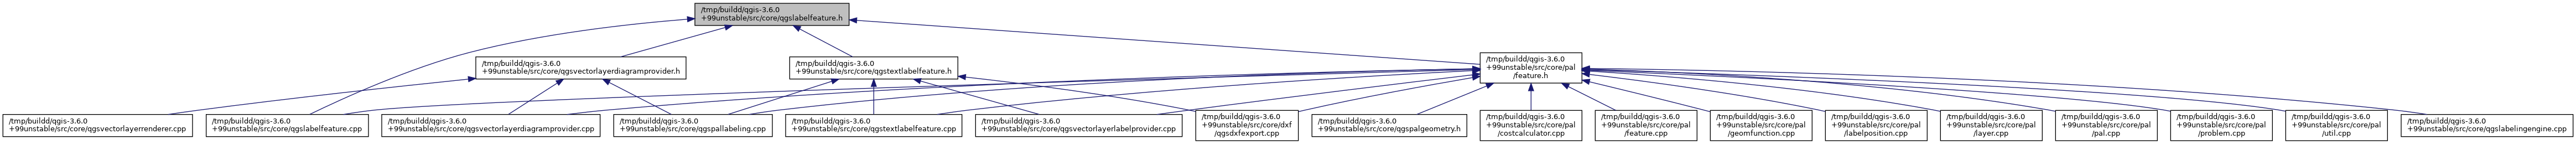 /tmp/buildd/qgis-3.6.0
+99unstable/src/core/qgslabelfeature.h
/tmp/buildd/qgis-3.6.0
+99unstable/src/core/qgsvectorlayerdiagramprovider.h
/tmp/buildd/qgis-3.6.0
+99unstable/src/core/qgstextlabelfeature.h
/tmp/buildd/qgis-3.6.0
+99unstable/src/core/pal
/feature.h
/tmp/buildd/qgis-3.6.0
+99unstable/src/core/qgsvectorlayerrenderer.cpp
/tmp/buildd/qgis-3.6.0
+99unstable/src/core/qgslabelfeature.cpp
/tmp/buildd/qgis-3.6.0
+99unstable/src/core/qgsvectorlayerdiagramprovider.cpp
/tmp/buildd/qgis-3.6.0
+99unstable/src/core/qgspallabeling.cpp
/tmp/buildd/qgis-3.6.0
+99unstable/src/core/qgstextlabelfeature.cpp
/tmp/buildd/qgis-3.6.0
+99unstable/src/core/qgsvectorlayerlabelprovider.cpp
/tmp/buildd/qgis-3.6.0
+99unstable/src/core/dxf
/qgsdxfexport.cpp
/tmp/buildd/qgis-3.6.0
+99unstable/src/core/qgspalgeometry.h
/tmp/buildd/qgis-3.6.0
+99unstable/src/core/pal
/costcalculator.cpp
/tmp/buildd/qgis-3.6.0
+99unstable/src/core/pal
/feature.cpp
/tmp/buildd/qgis-3.6.0
+99unstable/src/core/pal
/geomfunction.cpp
/tmp/buildd/qgis-3.6.0
+99unstable/src/core/pal
/labelposition.cpp
/tmp/buildd/qgis-3.6.0
+99unstable/src/core/pal
/layer.cpp
/tmp/buildd/qgis-3.6.0
+99unstable/src/core/pal
/pal.cpp
/tmp/buildd/qgis-3.6.0
+99unstable/src/core/pal
/problem.cpp
/tmp/buildd/qgis-3.6.0
+99unstable/src/core/pal
/util.cpp
/tmp/buildd/qgis-3.6.0
+99unstable/src/core/qgslabelingengine.cpp